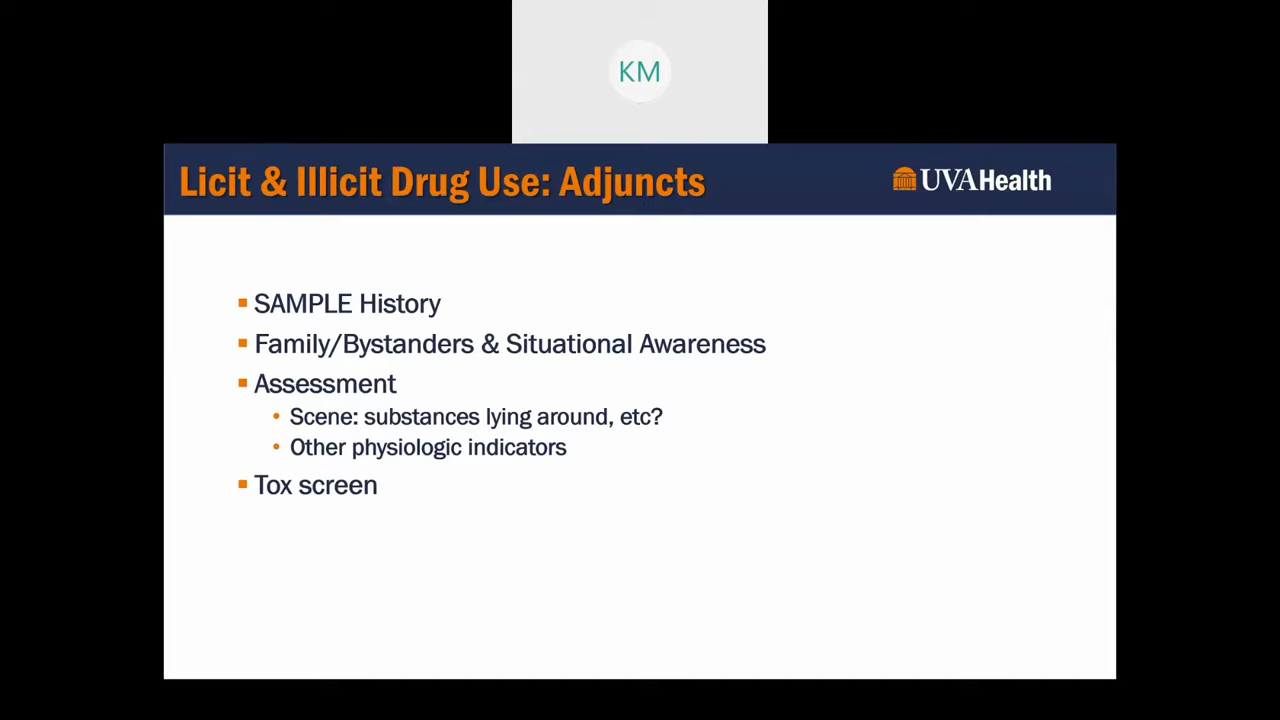 KM
Licit & Illicit Drug Use: Adjuncts
UVAHealth
SAMPLE History
Family/Bystanders & Situational Awareness
Assessment
Scene: substances lying around, etc?
Other physiologic indicators
Tox screen